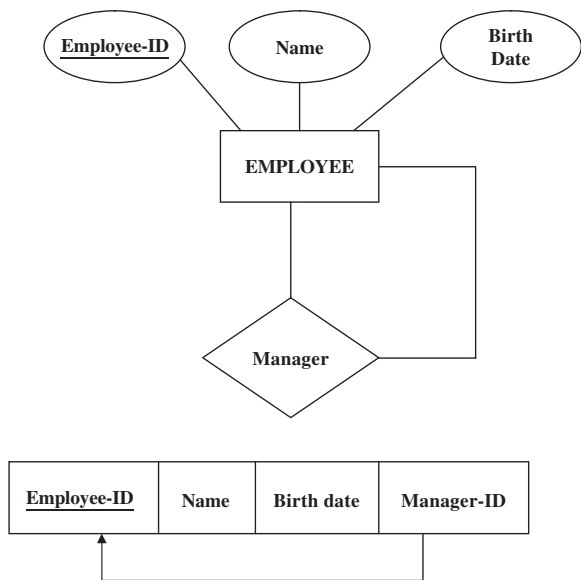 Employee-ID
Name
Birth
Date
EMPLOYEE
Manager
Employee-ID Name Birth date Manager-ID